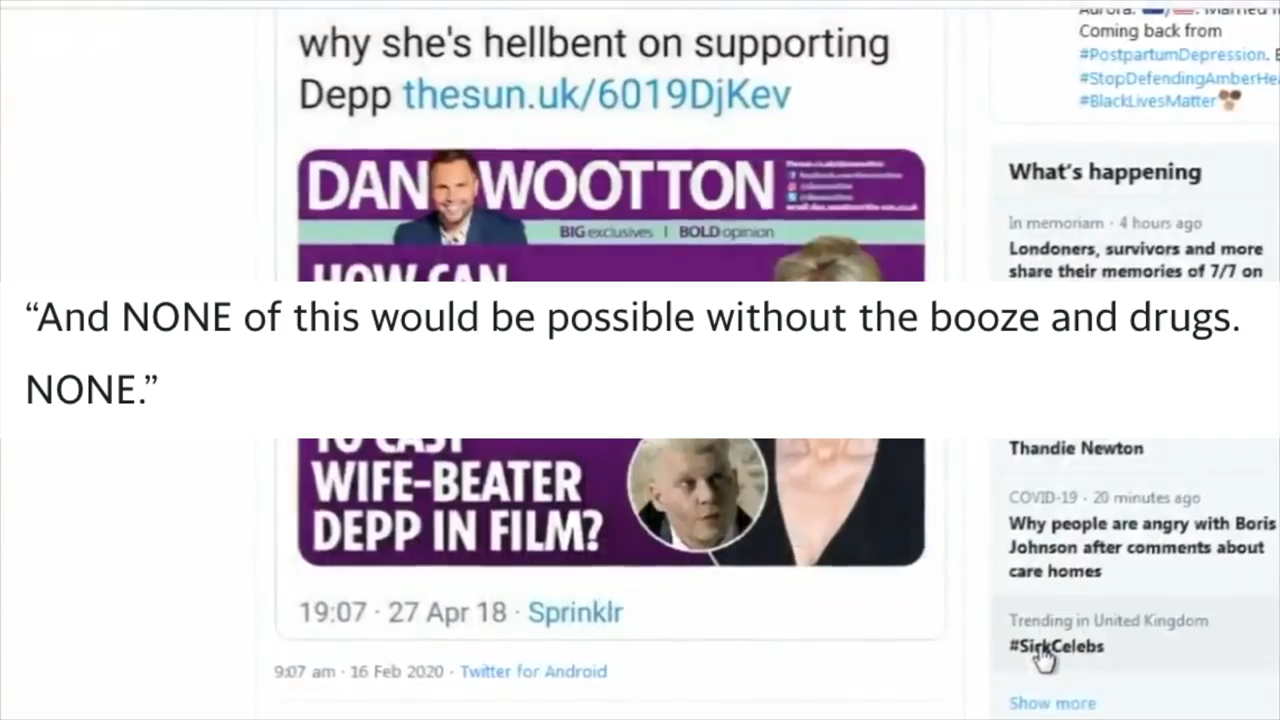 why she's hellbent on supporting
Depp thesun.uk/6019DjKev
DAN WOOTTON
BIG exclusives | BOLD opinion
HOW CAN
“And NONE of this would be possible without the booze and drugs.
NONE.”
TO CAST
WIFE-BEATER
DEPP IN FILM?
19:07 · 27 Apr 18 · Sprinklr
9:07 am · 16 Feb 2020 · Twitter for Android
Coming back from
#PostpartumDepression.
#StopDefendingAmberHea
#BlackLivesMatter
What's happening
In memoriam · 4 hours ago
Londoners, survivors and more
share their memories of 7/7 on
Thandie Newton
COVID-19 · 20 minutes ago
Why people are angry with Boris
Johnson after comments about
care homes
Trending in United Kingdom
#SirkCelebs
Show more